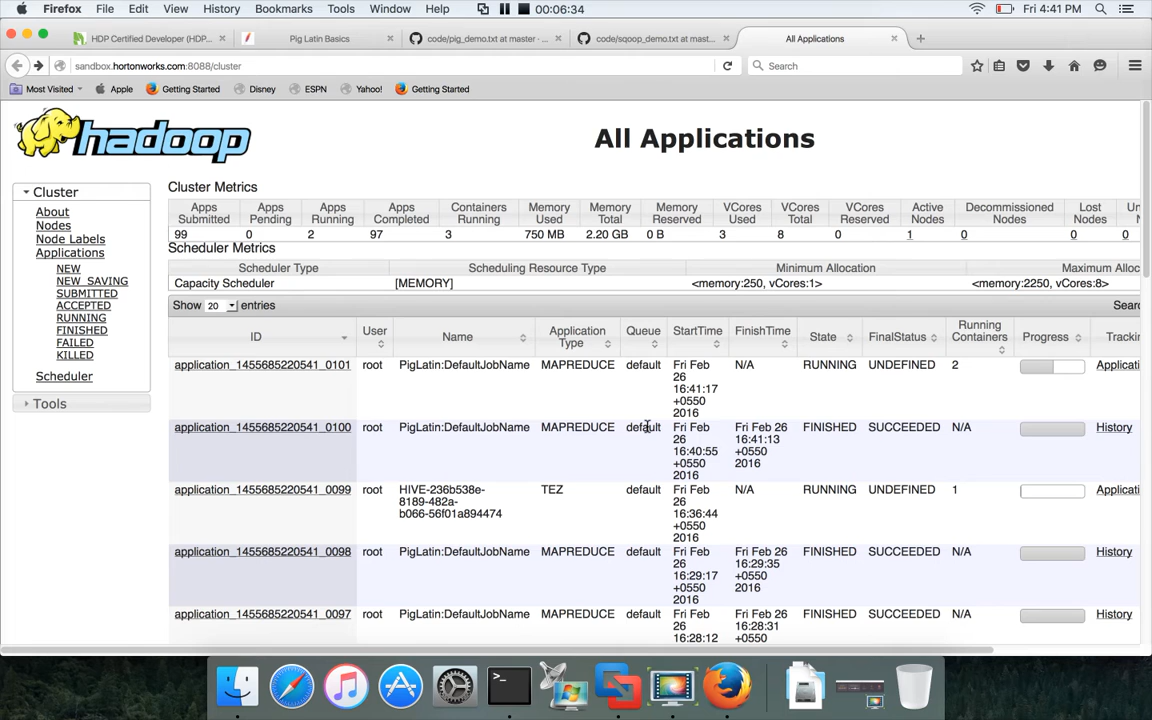 Firefox File Edit View History Bookmarks Tools Window Help 00:06:34 Fri 4:41 PM
HDP Certified Developer (HDP... Pig Latin Basics code/pig_demo.txt at master · ... code/sqoop_demo.txt at mast... All Applications
sandbox.hortonworks.com:8088/cluster Search
Most Visited Apple Getting Started Disney ESPN Yahoo! Getting Started
hadoop All Applications
Cluster
About
Nodes
Node Labels
Applications
NEW
NEW_SAVING
SUBMITTED
ACCEPTED
RUNNING
FINISHED
FAILED
KILLED
Scheduler
Tools
Cluster Metrics
Apps Submitted Apps Pending Apps Running Apps Completed Containers Running Memory Used Memory Total Memory Reserved VCores Used VCores Total VCores Reserved Active Nodes Decommissioned Nodes Lost Nodes Un N
99 0 2 97 3 750 MB 2.20 GB 0 B 3 8 0 1 0 0 0
Scheduler Metrics
Scheduler Type Scheduling Resource Type Minimum Allocation Maximum Alloc
Capacity Scheduler [MEMORY] <memory:250, vCores:1> <memory:2250, vCores:8>
Show 20 entries Searc
ID User Name Application Type Queue StartTime FinishTime State FinalStatus Running Containers Progress Trackin
application_1455685220541_0101 root PigLatin:DefaultJobName MAPREDUCE default Fri Feb 26 16:41:17 +0550 2016 N/A RUNNING UNDEFINED 2 Applicati
application_1455685220541_0100 root PigLatin:DefaultJobName MAPREDUCE default Fri Feb 26 16:40:55 +0550 2016 Fri Feb 26 16:41:13 +0550 2016 FINISHED SUCCEEDED N/A History
application_1455685220541_0099 root HIVE-236b538e-8189-482a-b066-56f01a894474 TEZ default Fri Feb 26 16:36:44 +0550 2016 N/A RUNNING UNDEFINED 1 Applicati
application_1455685220541_0098 root PigLatin:DefaultJobName MAPREDUCE default Fri Feb 26 16:29:17 +0550 2016 Fri Feb 26 16:29:35 +0550 2016 FINISHED SUCCEEDED N/A History
application_1455685220541_0097 root PigLatin:DefaultJobName MAPREDUCE default Fri Feb 26 16:28:12 Fri Feb 26 16:28:31 +0550 FINISHED SUCCEEDED N/A History